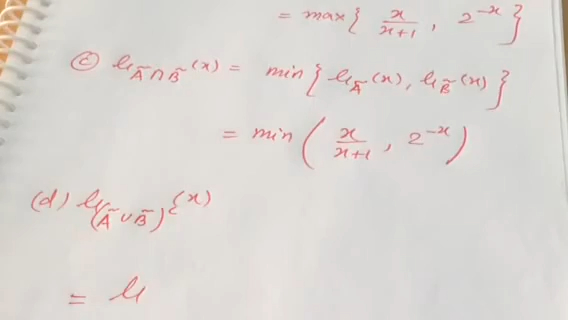 = max{ x/(x+1) , 2^{-x} }
(c) μ_{Ã∩B̃}(x) = min{ μ_Ã(x), μ_B̃(x) }
= min( x/(x+1) , 2^{-x} )
(d) μ_{(Ã∪B̃)^c}(x)
= μ